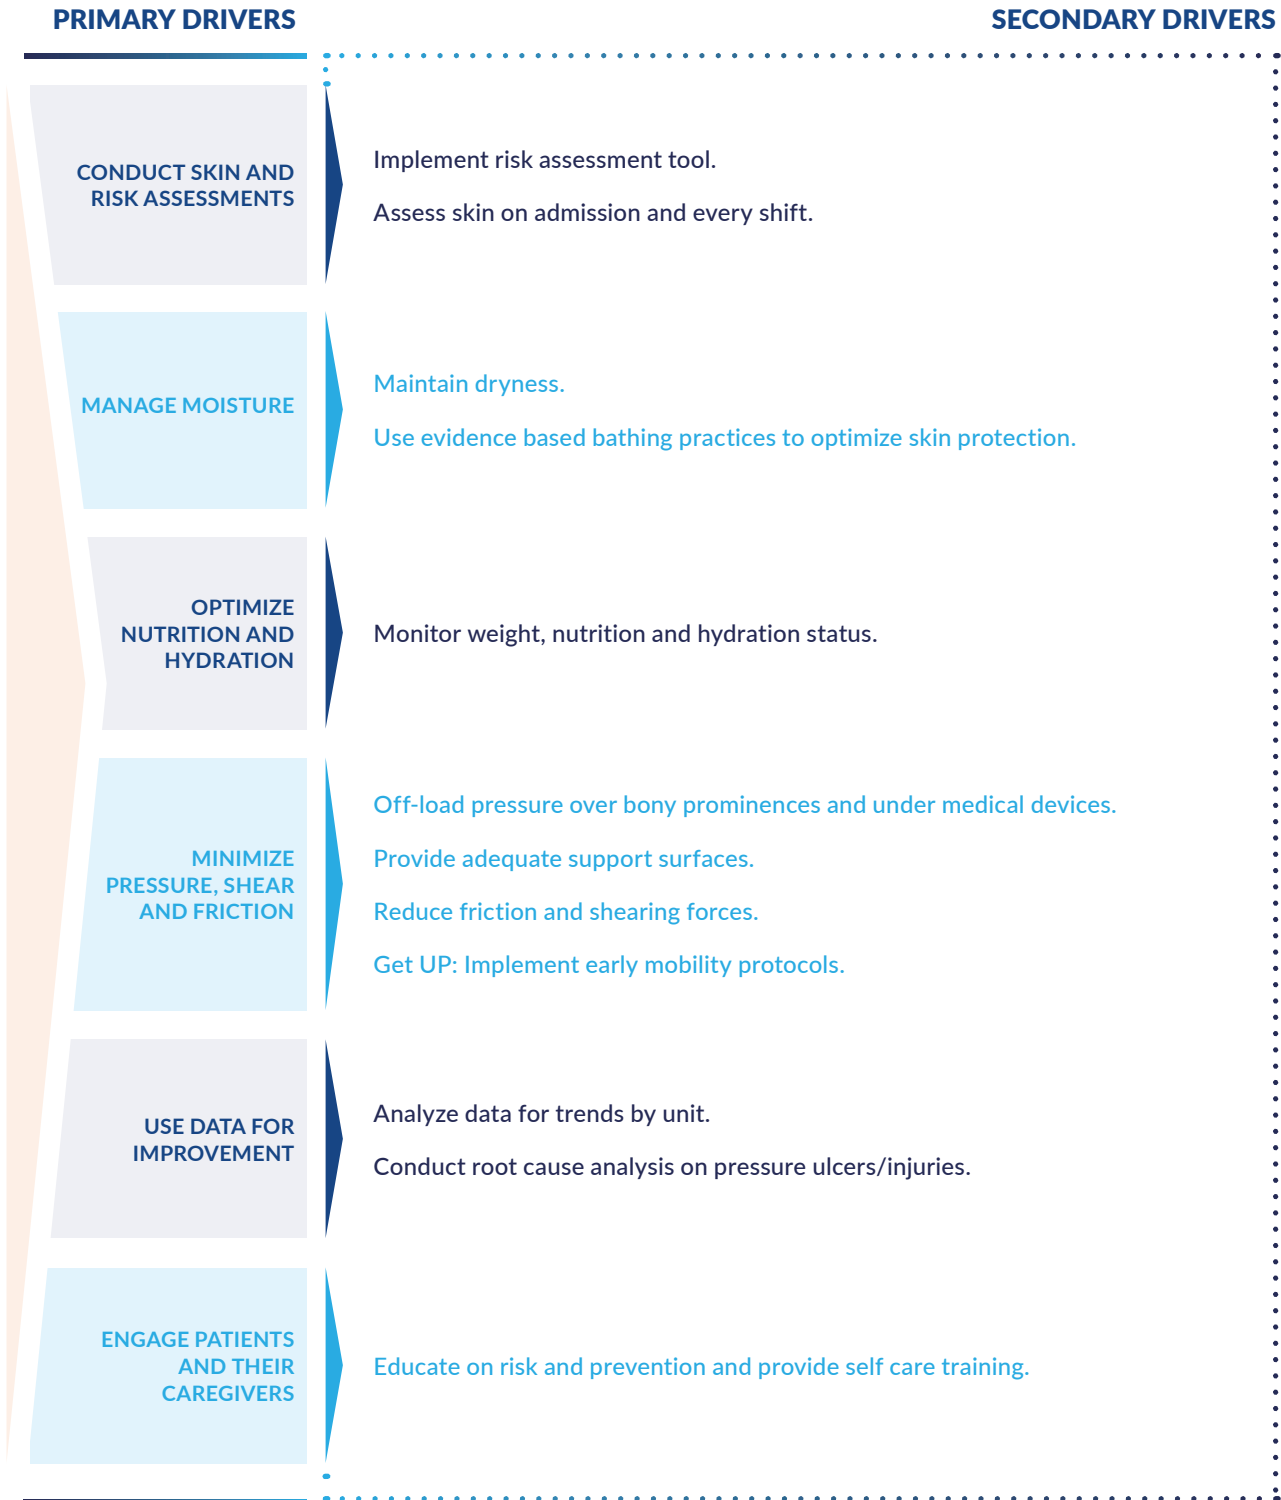 PRIMARY DRIVERS
SECONDARY DRIVERS
CONDUCT SKIN AND
RISK ASSESSMENTS
Implement risk assessment tool.
Assess skin on admission and every shift.
MANAGE MOISTURE
Maintain dryness.
Use evidence based bathing practices to optimize skin protection.
OPTIMIZE
NUTRITION AND
HYDRATION
Monitor weight, nutrition and hydration status.
MINIMIZE
PRESSURE, SHEAR
AND FRICTION
Off-load pressure over bony prominences and under medical devices.
Provide adequate support surfaces.
Reduce friction and shearing forces.
Get UP: Implement early mobility protocols.
USE DATA FOR
IMPROVEMENT
Analyze data for trends by unit.
Conduct root cause analysis on pressure ulcers/injuries.
ENGAGE PATIENTS
AND THEIR
CAREGIVERS
Educate on risk and prevention and provide self care training.